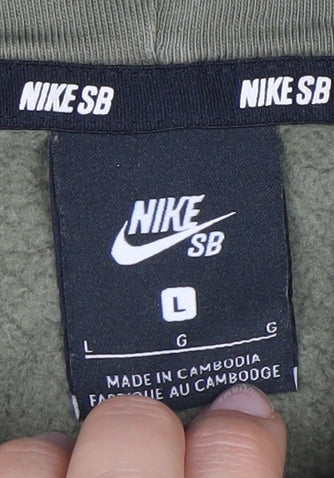 NIKE SB NIKE SB
NIKE
SB
L
L G G
MADE IN CAMBODIA
FABRIQUE AU CAMBODGE